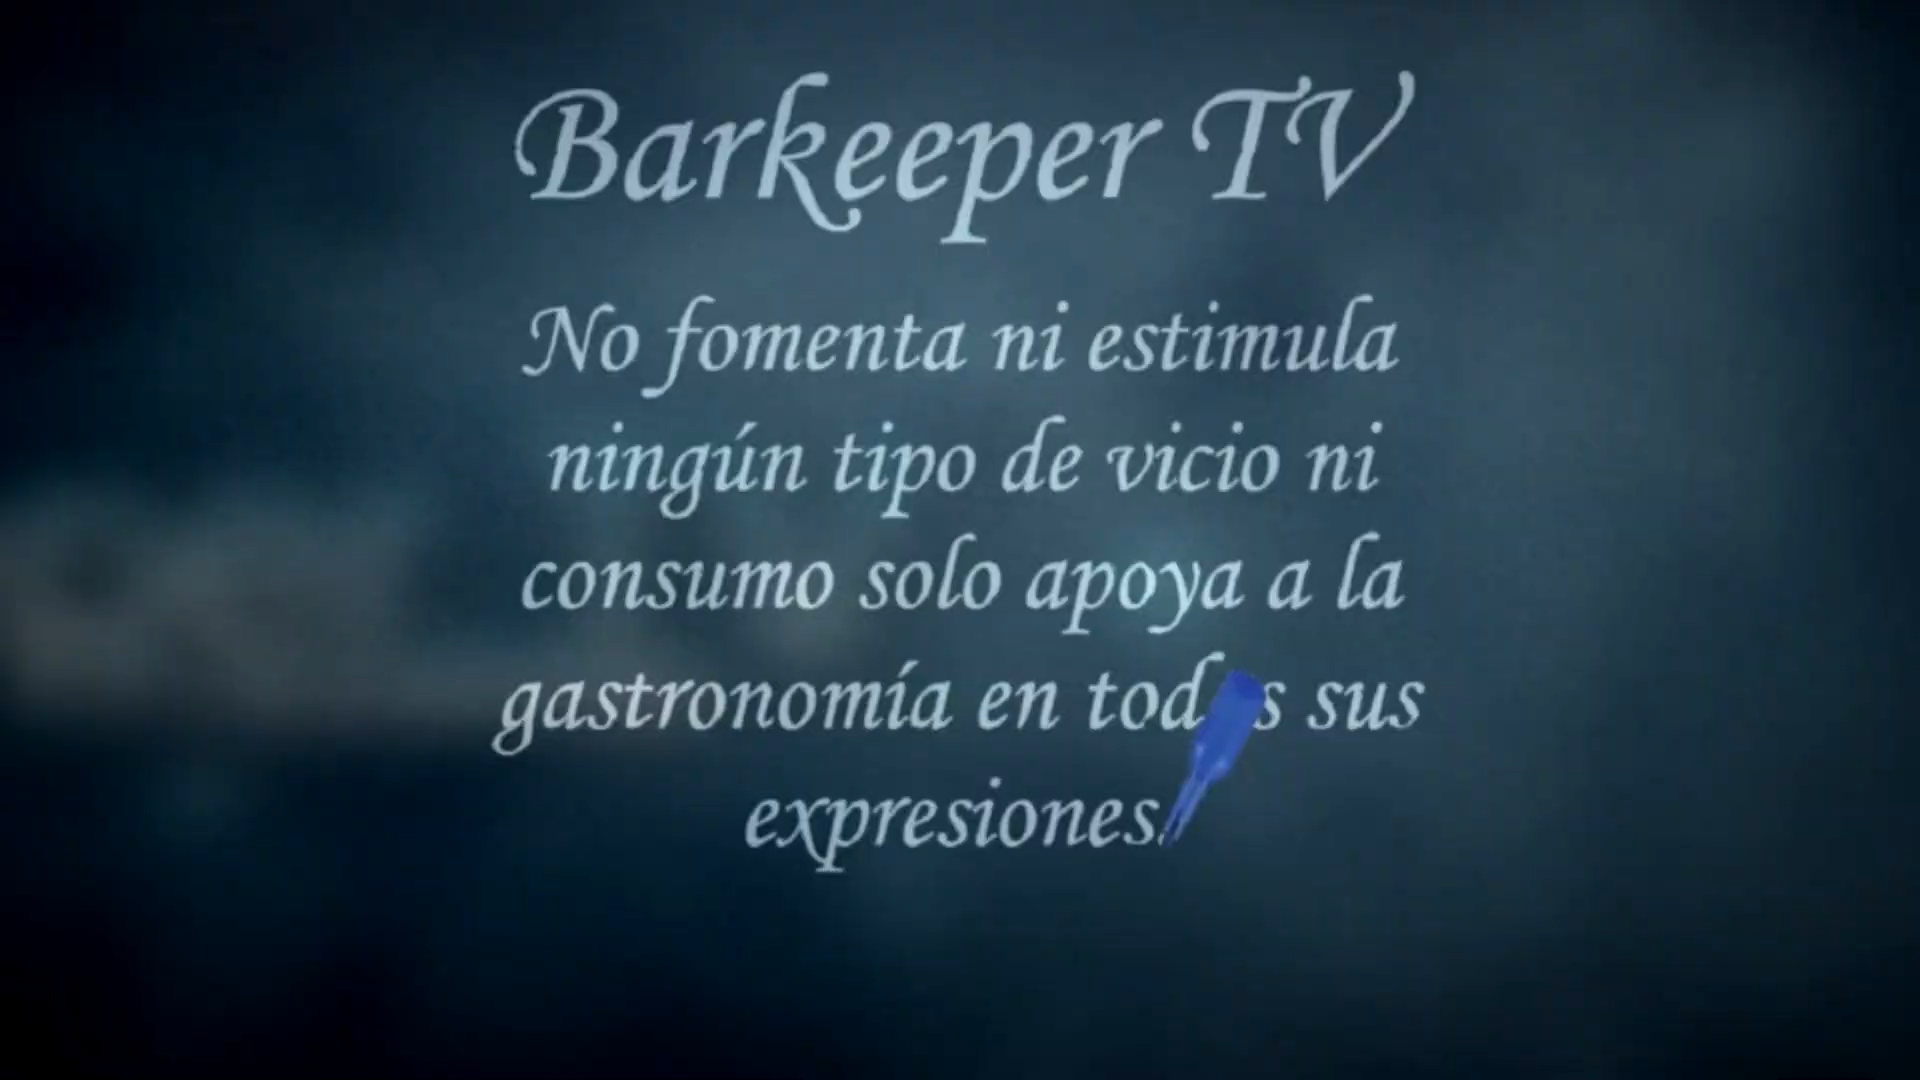 Barkeeper TV
No fomenta ni estimula
ningún tipo de vicio ni
consumo solo apoya a la
gastronomía en sus
expresiones.